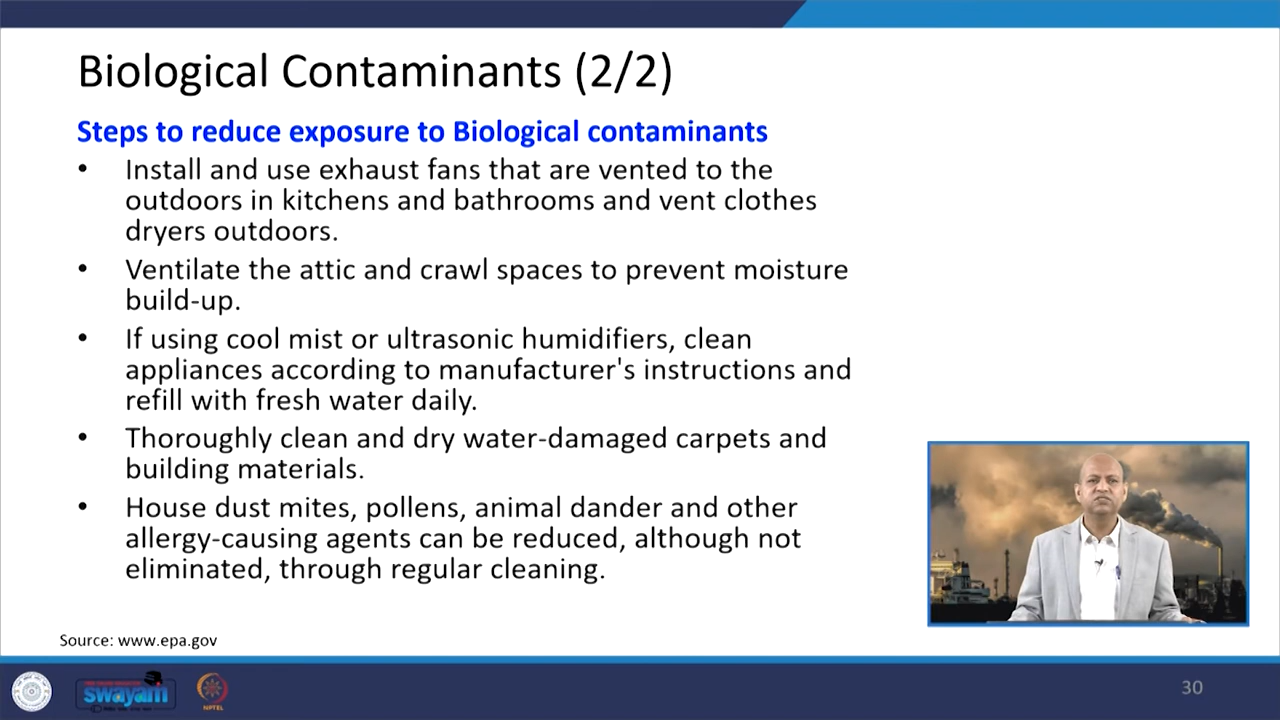 Biological Contaminants (2/2)
Steps to reduce exposure to Biological contaminants
• Install and use exhaust fans that are vented to the
outdoors in kitchens and bathrooms and vent clothes
dryers outdoors.
• Ventilate the attic and crawl spaces to prevent moisture
build-up.
• If using cool mist or ultrasonic humidifiers, clean
appliances according to manufacturer's instructions and
refill with fresh water daily.
• Thoroughly clean and dry water-damaged carpets and
building materials.
• House dust mites, pollens, animal dander and other
allergy-causing agents can be reduced, although not
eliminated, through regular cleaning.
Source: www.epa.gov
swayam
NPTEL
30